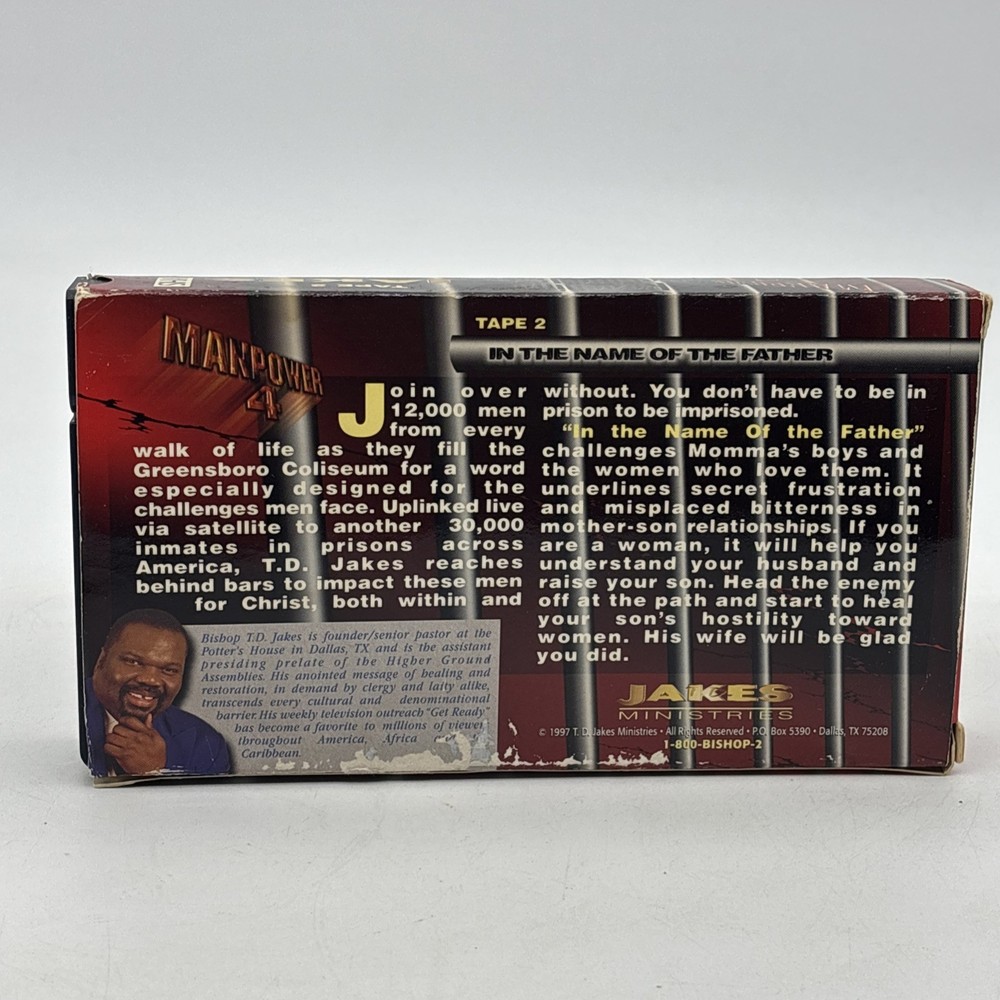 TAPE 2
MANPOWER
4
TAPE 2
IN THE NAME OF THE FATHER
Join over
12,000 men
from every
walk of life as they fill the
Greensboro Coliseum for a word
especially designed for the
challenges men face. Uplinked live
via satellite to another 30,000
inmates in prisons across
America, T.D. Jakes reaches
behind bars to impact these men
for Christ, both within and
without. You don't have to be in
prison to be imprisoned.
"In the Name Of the Father"
challenges Momma's boys and
the women who love them. It
underlines secret frustration
and misplaced bitterness in
mother-son relationships. If you
are a woman, it will help you
understand your husband and
raise your son. Head the enemy
off at the path and start to heal
your son's hostility toward
women. His wife will be glad
you did.
Bishop T.D. Jakes is founder/senior pastor at the
Potter's House in Dallas, TX and is the assistant
presiding prelate of the Higher Ground
Assemblies. His anointed message of healing and
restoration, in demand by clergy and laity alike,
transcends every cultural and denominational
barrier. His weekly television outreach "Get Ready"
has become a favorite to millions of viewer
throughout America, Africa
Caribbean.
JAKES
MINISTRIES
© 1997 T. D. Jakes Ministries • All Rights Reserved • P.O. Box 5390 • Dallas, TX 75208
1-800-BISHOP-2